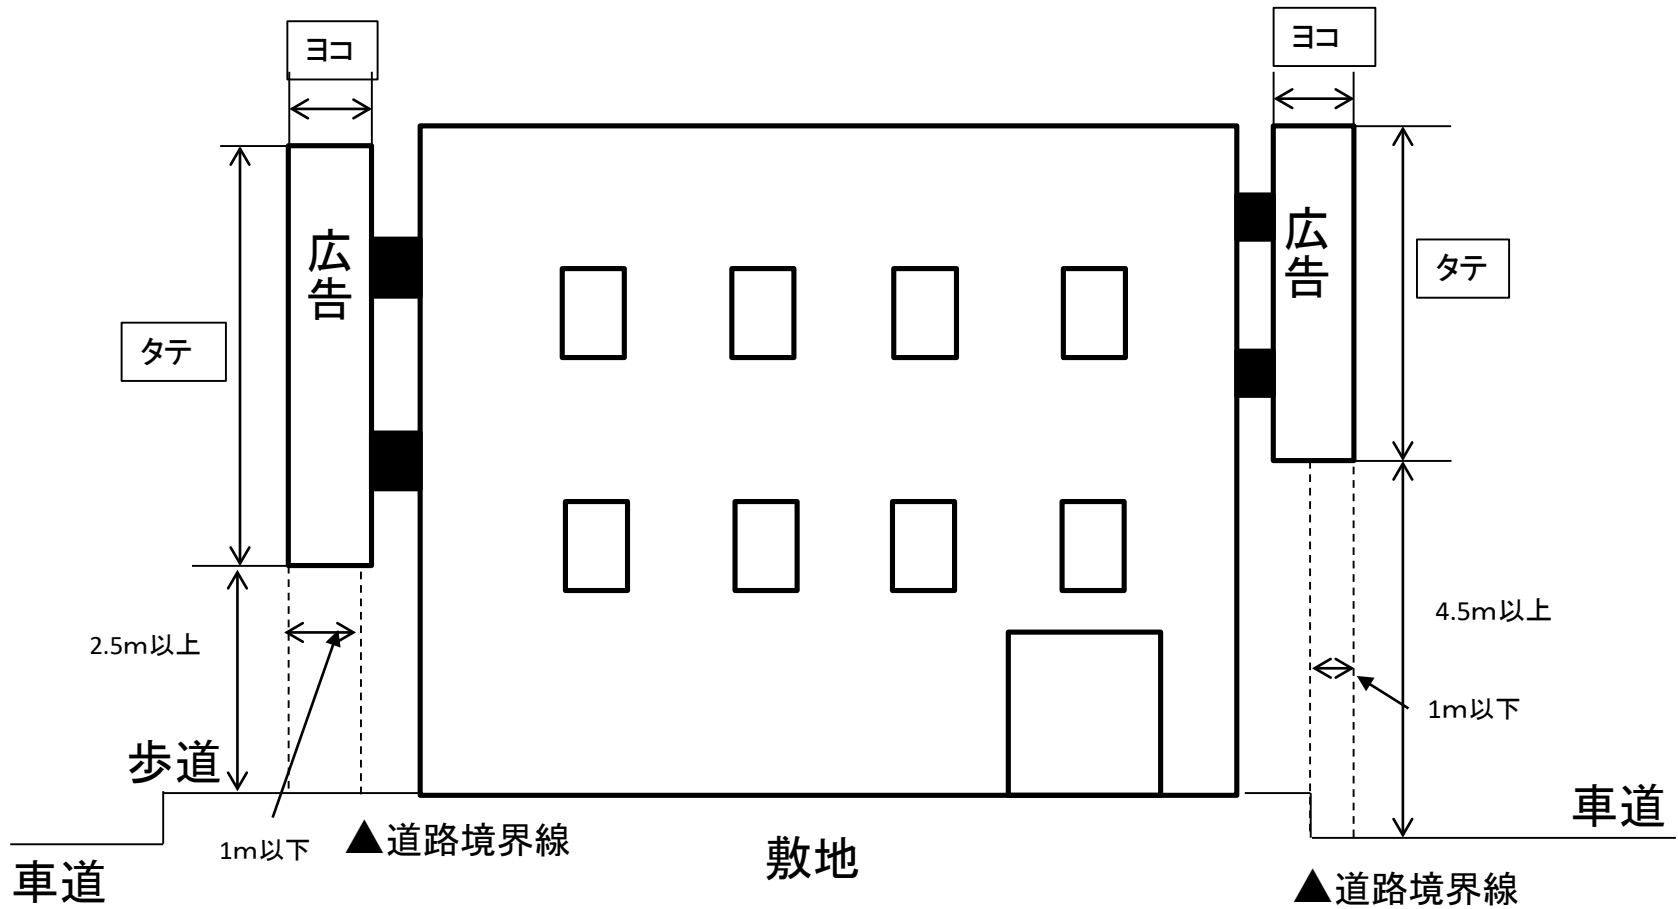 ヨコ
ヨコ
広告
広告
タテ
タテ
2.5m以上
4.5m以上
1m以下
歩道
車道
1m以下
▲道路境界線
敷地
車道
▲道路境界線